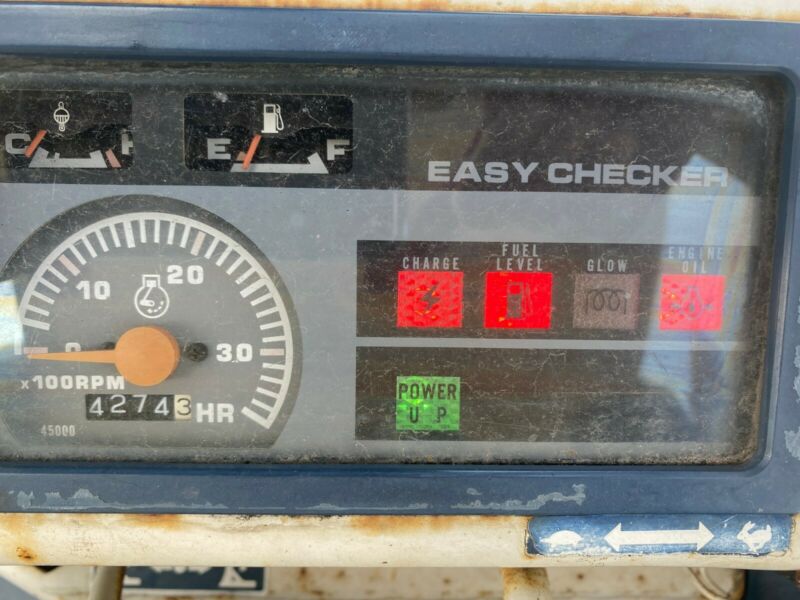 C H
E F
EASY CHECKER
CHARGE
FUEL LEVEL
GLOW
ENGINE OIL
0 10 20 30
x100RPM
42743 HR
45000
POWER UP